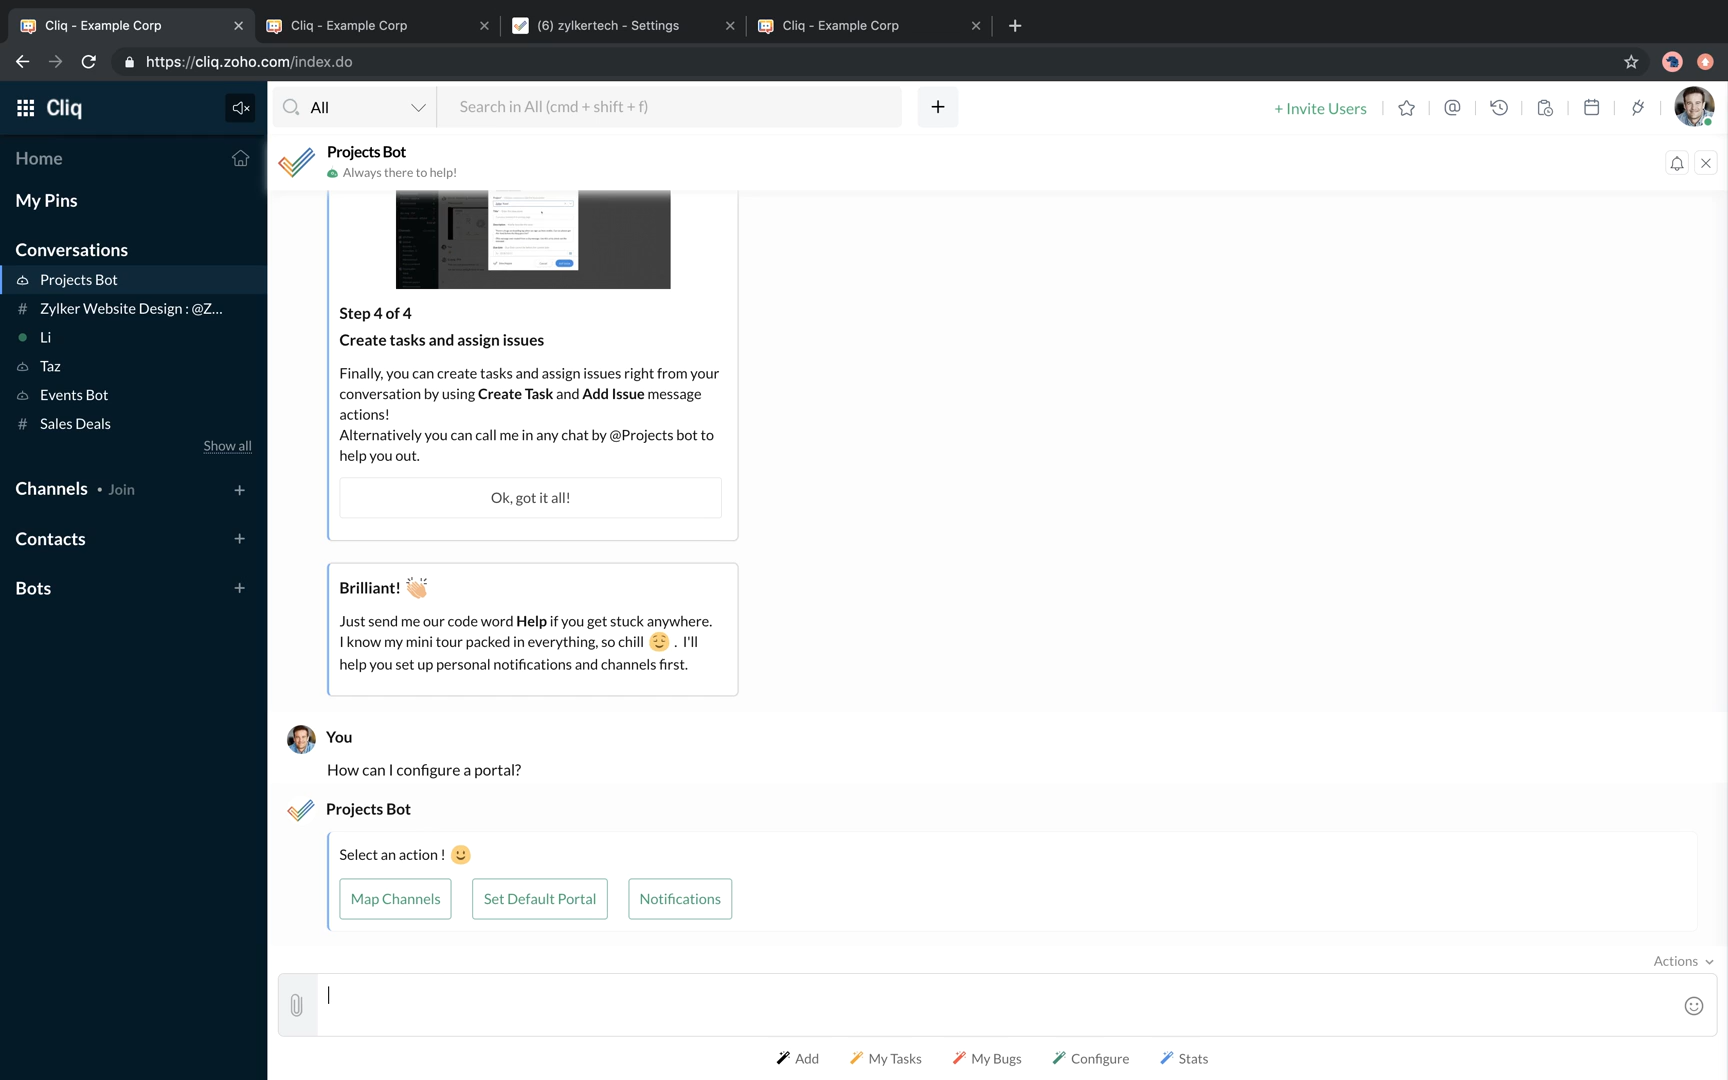 Cliq - Example Corp
Cliq - Example Corp
(6) zylkertech - Settings
Cliq - Example Corp
https://cliq.zoho.com/index.do
Cliq
All
Search in All (cmd + shift + f)
+ Invite Users
Home
My Pins
Conversations
Projects Bot
# Zylker Website Design : @Z...
Li
Taz
Events Bot
# Sales Deals
Show all
Channels • Join
Contacts
Bots
Projects Bot
Always there to help!
Step 4 of 4
Create tasks and assign issues
Finally, you can create tasks and assign issues right from your
conversation by using Create Task and Add Issue message
actions!
Alternatively you can call me in any chat by @Projects bot to
help you out.
Ok, got it all!
Brilliant!
Just send me our code word Help if you get stuck anywhere.
I know my mini tour packed in everything, so chill . I'll
help you set up personal notifications and channels first.
You
How can I configure a portal?
Projects Bot
Select an action !
Map Channels
Set Default Portal
Notifications
Actions
Add
My Tasks
My Bugs
Configure
Stats